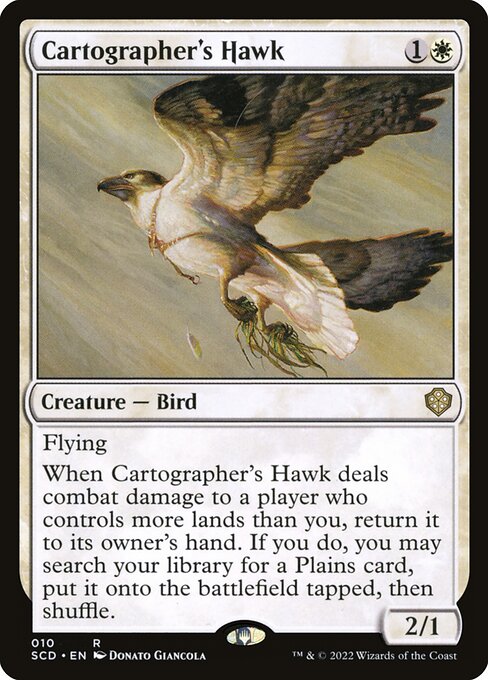 Cartographer's Hawk 1
Creature — Bird
Flying
When Cartographer's Hawk deals
combat damage to a player who
controls more lands than you, return it
to its owner's hand. If you do, you may
search your library for a Plains card,
put it onto the battlefield tapped, then
shuffle.
2/1
010 R
SCD • EN Donato Giancola
™ & © 2022 Wizards of the Coast